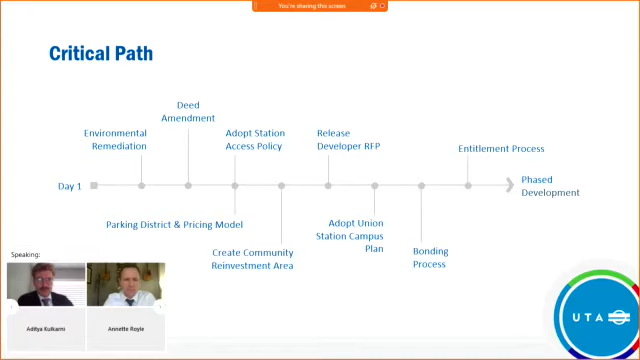 You're sharing this screen
Critical Path
Deed
Amendment
Environmental
Remediation
Adopt Station
Access Policy
Release
Developer RFP
Entitlement Process
Day 1
Phased
Development
Parking District & Pricing Model
Adopt Union
Station Campus
Plan
Create Community
Reinvestment Area
Bonding
Process
Speaking:
Aditya Kulkarni
Annette Royle
UTA